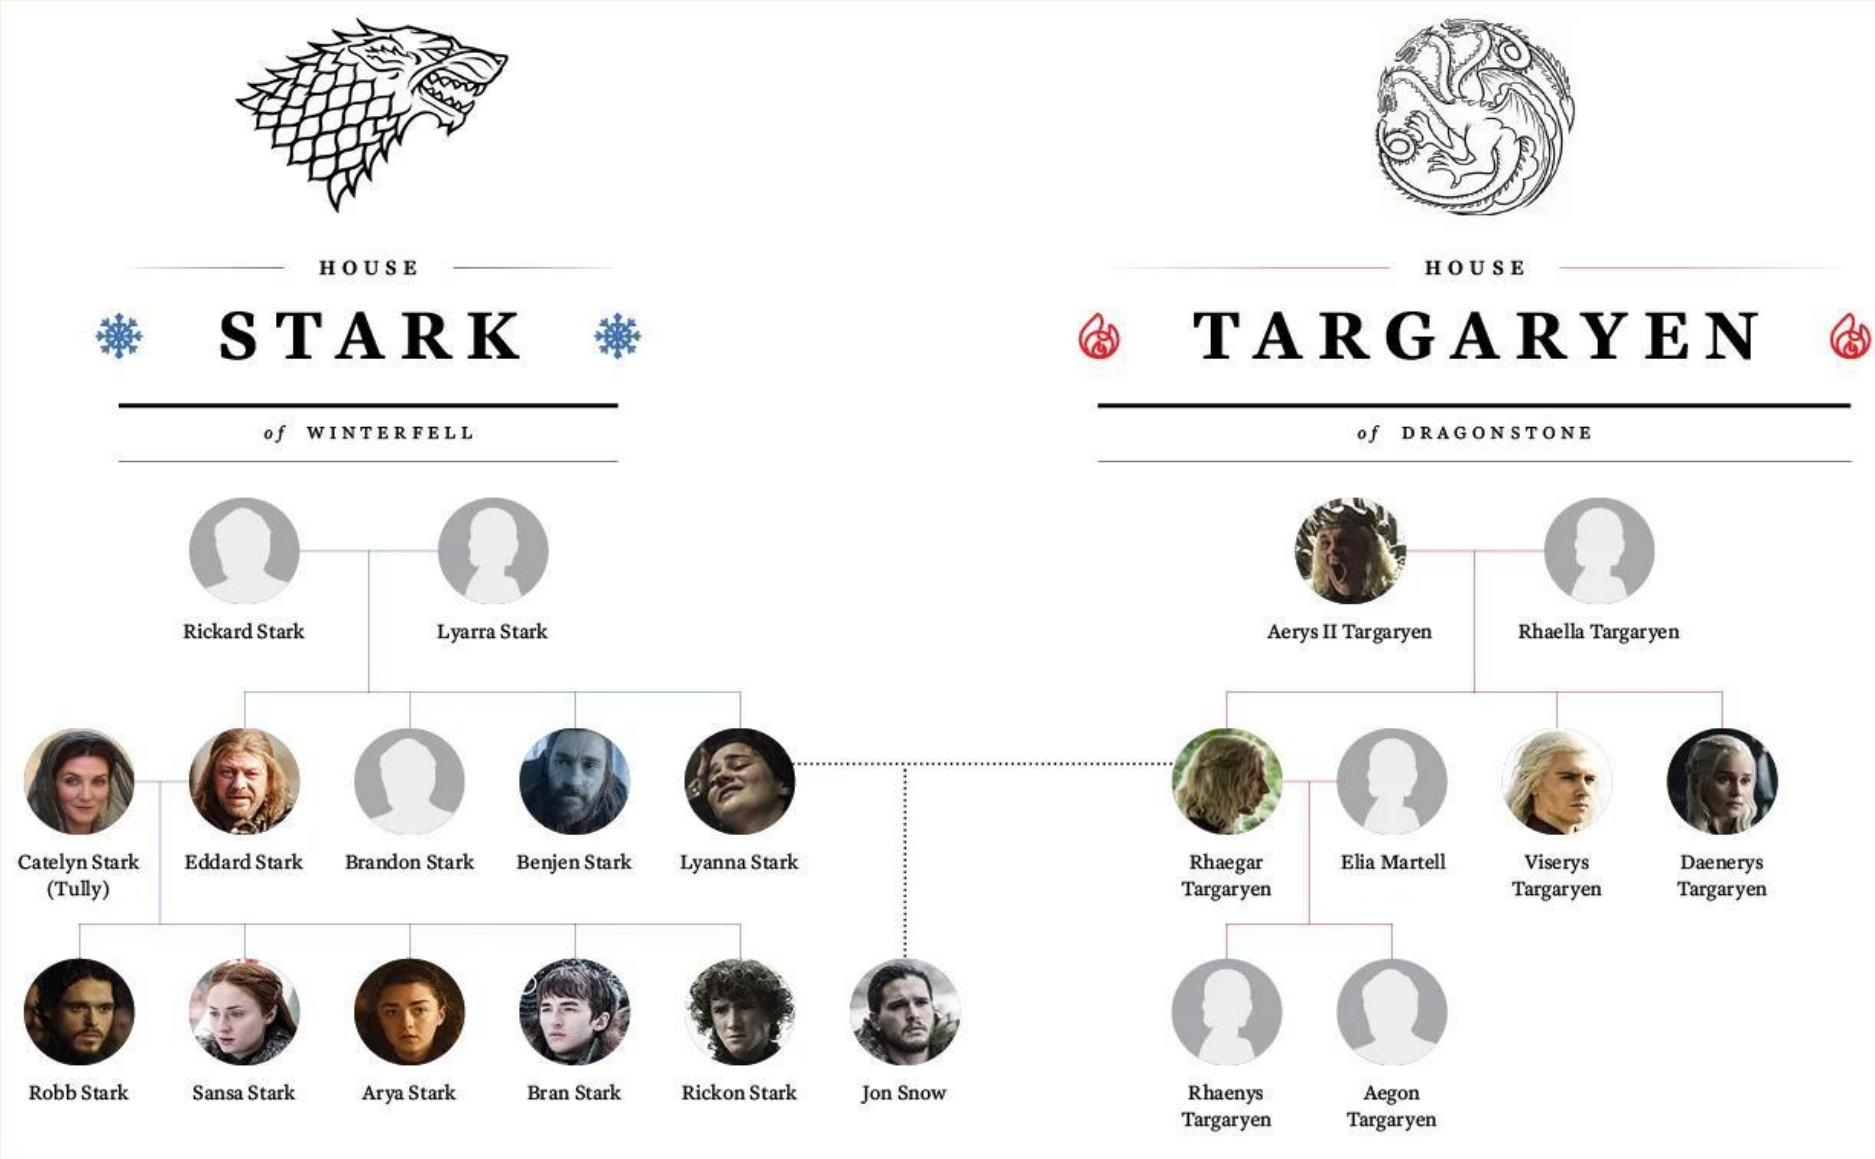 HOUSE
STARK
of WINTERFELL
HOUSE
TARGARYEN
of DRAGONSTONE
Rickard Stark
Lyarra Stark
Aerys II Targaryen
Rhaella Targaryen
Catelyn Stark
(Tully)
Eddard Stark
Brandon Stark
Benjen Stark
Lyanna Stark
Rhaegar
Targaryen
Elia Martell
Viserys
Targaryen
Daenerys
Targaryen
Robb Stark
Sansa Stark
Arya Stark
Bran Stark
Rickon Stark
Jon Snow
Rhaenys
Targaryen
Aegon
Targaryen